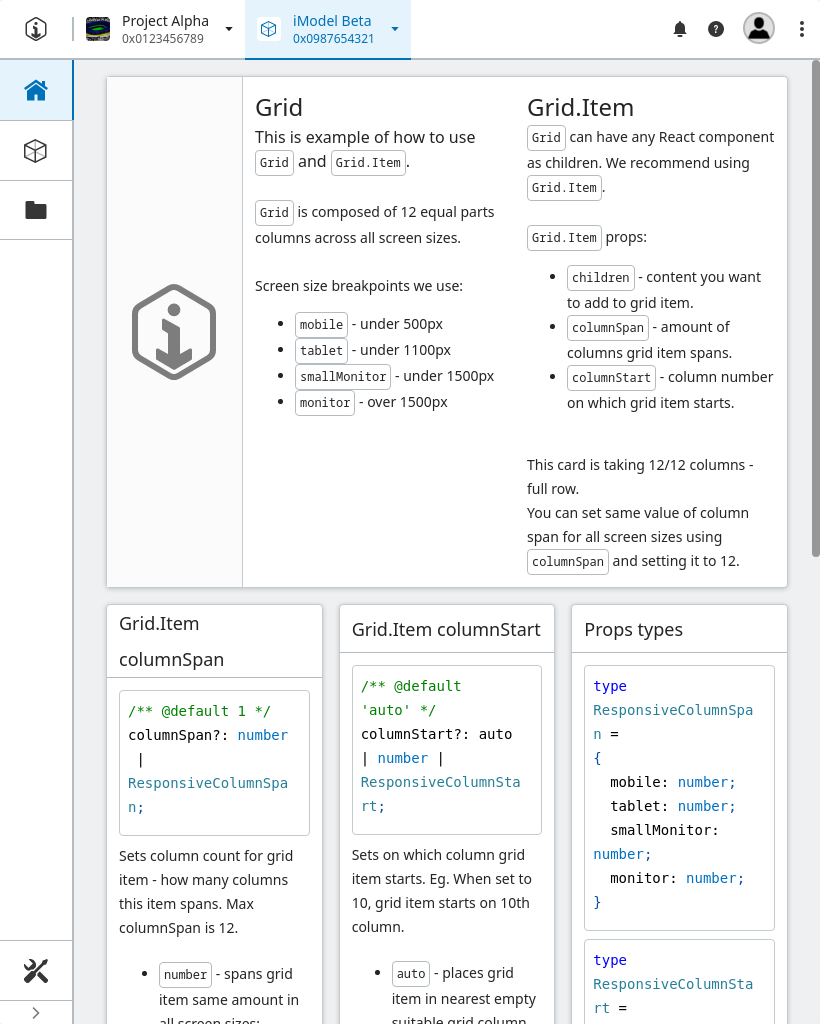 Project Alpha
0x0123456789
iModel Beta
0x0987654321
Grid
This is example of how to use
Grid and Grid.Item.
Grid is composed of 12 equal parts
columns across all screen sizes.
Screen size breakpoints we use:
mobile - under 500px
tablet - under 1100px
smallMonitor - under 1500px
monitor - over 1500px
Grid.Item
Grid can have any React component
as children. We recommend using
Grid.Item.
Grid.Item props:
children - content you want
to add to grid item.
columnSpan - amount of
columns grid item spans.
columnStart - column number
on which grid item starts.
This card is taking 12/12 columns -
full row.
You can set same value of column
span for all screen sizes using
columnSpan and setting it to 12.
Grid.Item
columnSpan
/** @default 1 */
columnSpan?: number
|
ResponsiveColumnSpa
n;
Sets column count for grid
item - how many columns
this item spans. Max
columnSpan is 12.
number - spans grid
item same amount in
all screen sizes;
Grid.Item columnStart
/** @default
'auto' */
columnStart?: auto
| number |
ResponsiveColumnSta
rt;
Sets on which column grid
item starts. Eg. When set to
10, grid item starts on 10th
column.
auto - places grid
item in nearest empty
suitable grid column
Props types
type
ResponsiveColumnSpa
n =
{
mobile: number;
tablet: number;
smallMonitor:
number;
monitor: number;
}
type
ResponsiveColumnSta
rt =